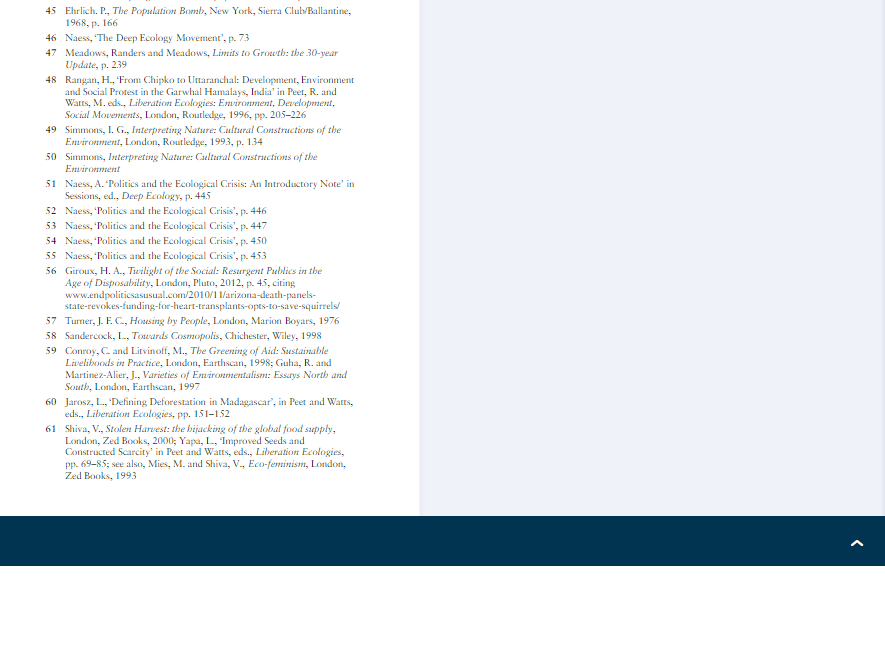 45 Ehrlich. P., The Population Bomb, New York, Sierra Club/Ballantine,
1968, p. 166
46 Naess, 'The Deep Ecology Movement', p. 73
47 Meadows, Randers and Meadows, Limits to Growth: the 30-year
Update, p. 239
48 Rangan, H., 'From Chipko to Uttaranchal: Development, Environment
and Social Protest in the Garwhal Hamalays, India' in Peet, R. and
Watts, M. eds., Liberation Ecologies: Environment, Development,
Social Movements, London, Routledge, 1996, pp. 205–226
49 Simmons, I. G., Interpreting Nature: Cultural Constructions of the
Environment, London, Routledge, 1993, p. 134
50 Simmons, Interpreting Nature: Cultural Constructions of the
Environment
51 Naess, A. 'Politics and the Ecological Crisis: An Introductory Note' in
Sessions, ed., Deep Ecology, p. 445
52 Naess, 'Politics and the Ecological Crisis', p. 446
53 Naess, 'Politics and the Ecological Crisis', p. 447
54 Naess, 'Politics and the Ecological Crisis', p. 450
55 Naess, 'Politics and the Ecological Crisis', p. 453
56 Giroux, H. A., Twilight of the Social: Resurgent Publics in the
Age of Disposability, London, Pluto, 2012, p. 45, citing
www.endpoliticsasusual.com/2010/11/arizona-death-panels-
state-revokes-funding-for-heart-transplants-opts-to-save-squirrels/
57 Turner, J. F. C., Housing by People, London, Marion Boyars, 1976
58 Sandercock, L., Towards Cosmopolis, Chichester, Wiley, 1998
59 Conroy, C. and Litvinoff, M., The Greening of Aid: Sustainable
Livelihoods in Practice, London, Earthscan, 1998; Guha, R. and
Martinez-Alier, J., Varieties of Environmentalism: Essays North and
South, London, Earthscan, 1997
60 Jarosz, L., 'Defining Deforestation in Madagascar', in Peet and Watts,
eds., Liberation Ecologies, pp. 151–152
61 Shiva, V., Stolen Harvest: the hijacking of the global food supply,
London, Zed Books, 2000; Yapa, L., 'Improved Seeds and
Constructed Scarcity' in Peet and Watts, eds., Liberation Ecologies,
pp. 69–85; see also, Mies, M. and Shiva, V., Eco-feminism, London,
Zed Books, 1993